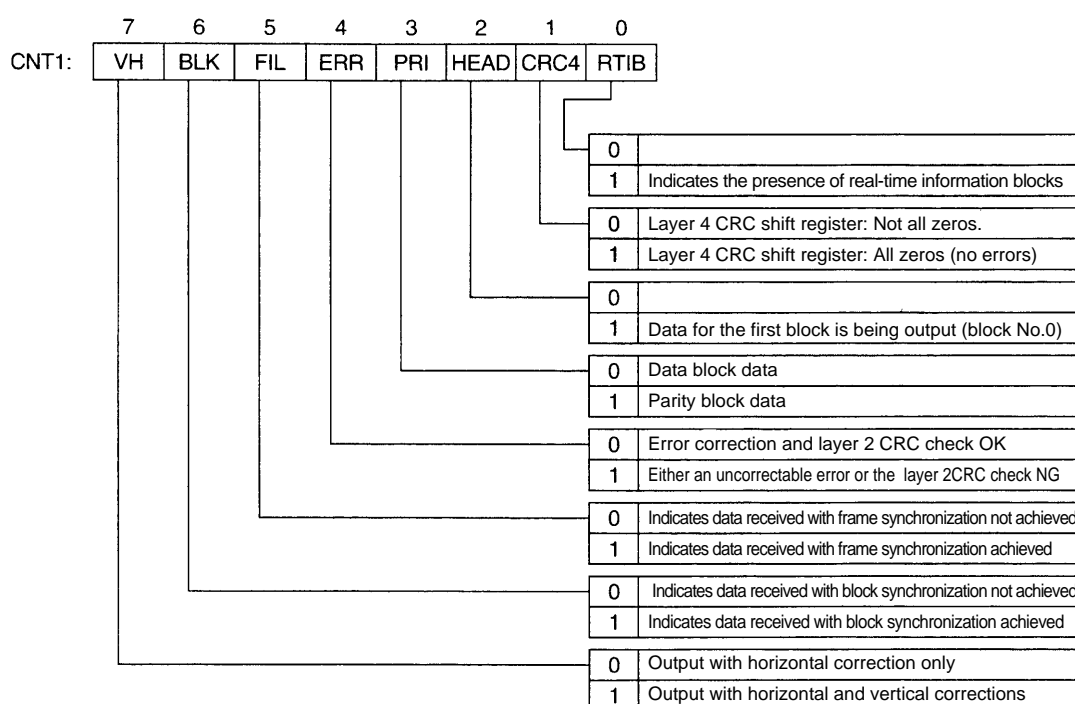 7 6 5 4 3 2 1 0
CNT1: VH BLK FIL ERR PRI HEAD CRC4 RTIB
0
1 Indicates the presence of real-time information blocks
0 Layer 4 CRC shift register: Not all zeros.
1 Layer 4 CRC shift register: All zeros (no errors)
0
1 Data for the first block is being output (block No.0)
0 Data block data
1 Parity block data
0 Error correction and layer 2 CRC check OK
1 Either an uncorrectable error or the layer 2CRC check NG
0 Indicates data received with frame synchronization not achieved
1 Indicates data received with frame synchronization achieved
0 Indicates data received with block synchronization not achieved
1 Indicates data received with block synchronization achieved
0 Output with horizontal correction only
1 Output with horizontal and vertical corrections